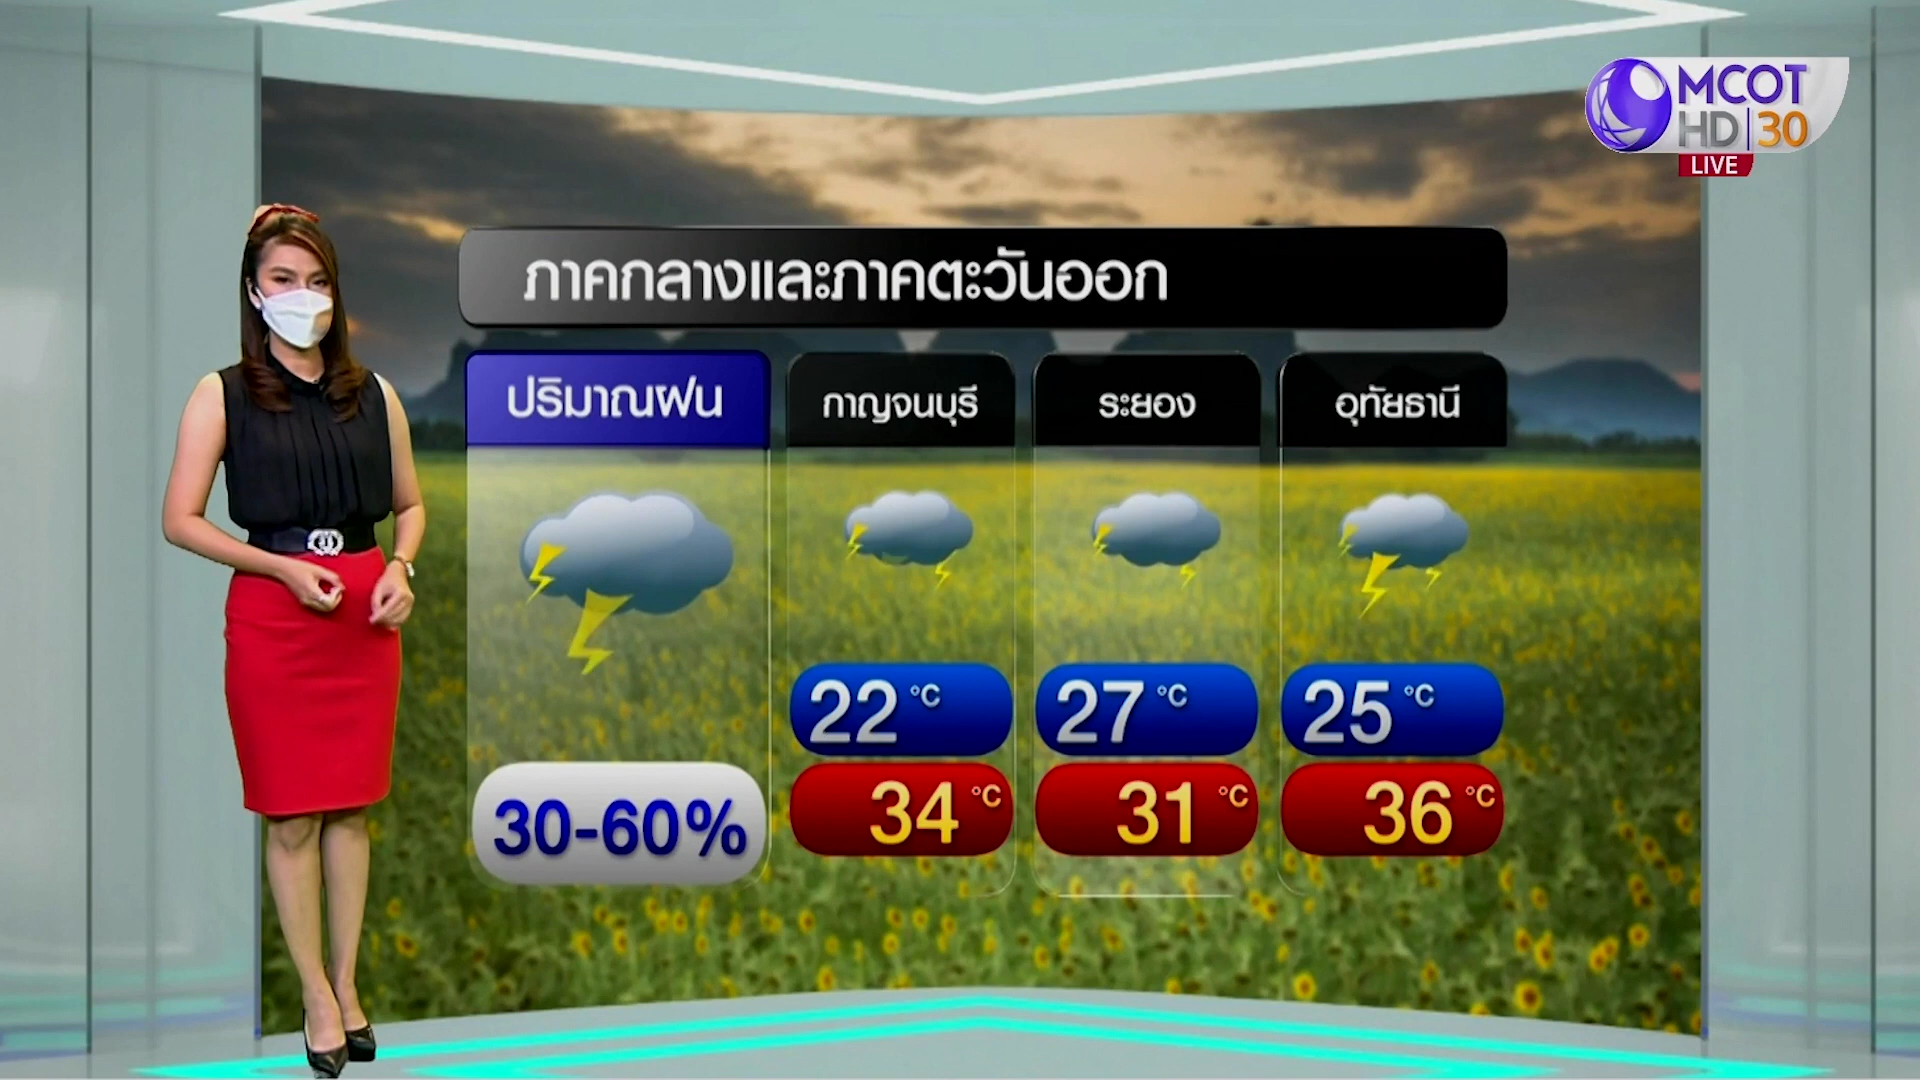 MCOT
HD|30
LIVE
ภาคกลางและภาคตะวันออก
ปริมาณฝน กาญจนบุรี ระยอง อุทัยธานี
22 °C 27 °C 25 °C
30-60% 34 °C 31 °C 36 °C